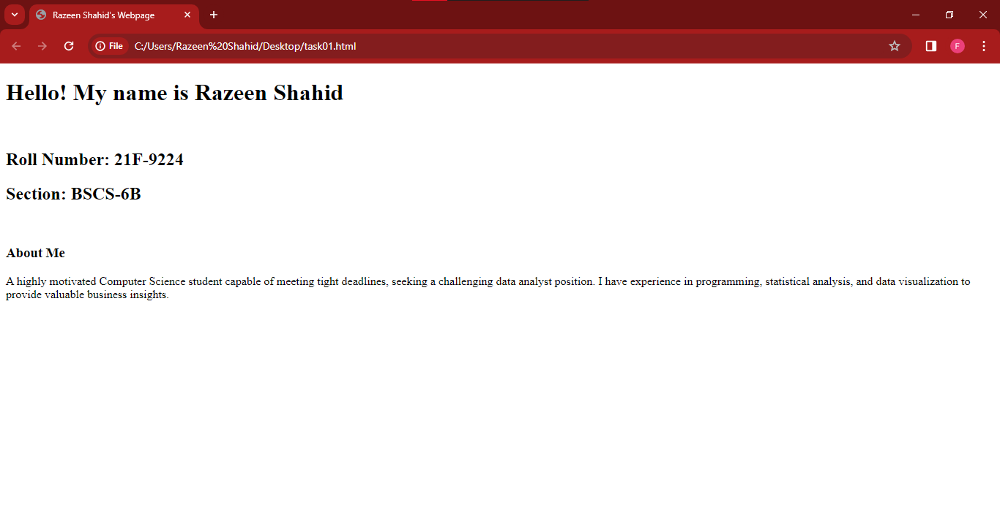 Razeen Shahid's Webpage
File C:/Users/Razeen%20Shahid/Desktop/task01.html
F
Hello! My name is Razeen Shahid
Roll Number: 21F-9224
Section: BSCS-6B
About Me
A highly motivated Computer Science student capable of meeting tight deadlines, seeking a challenging data analyst position. I have experience in programming, statistical analysis, and data visualization to
provide valuable business insights.